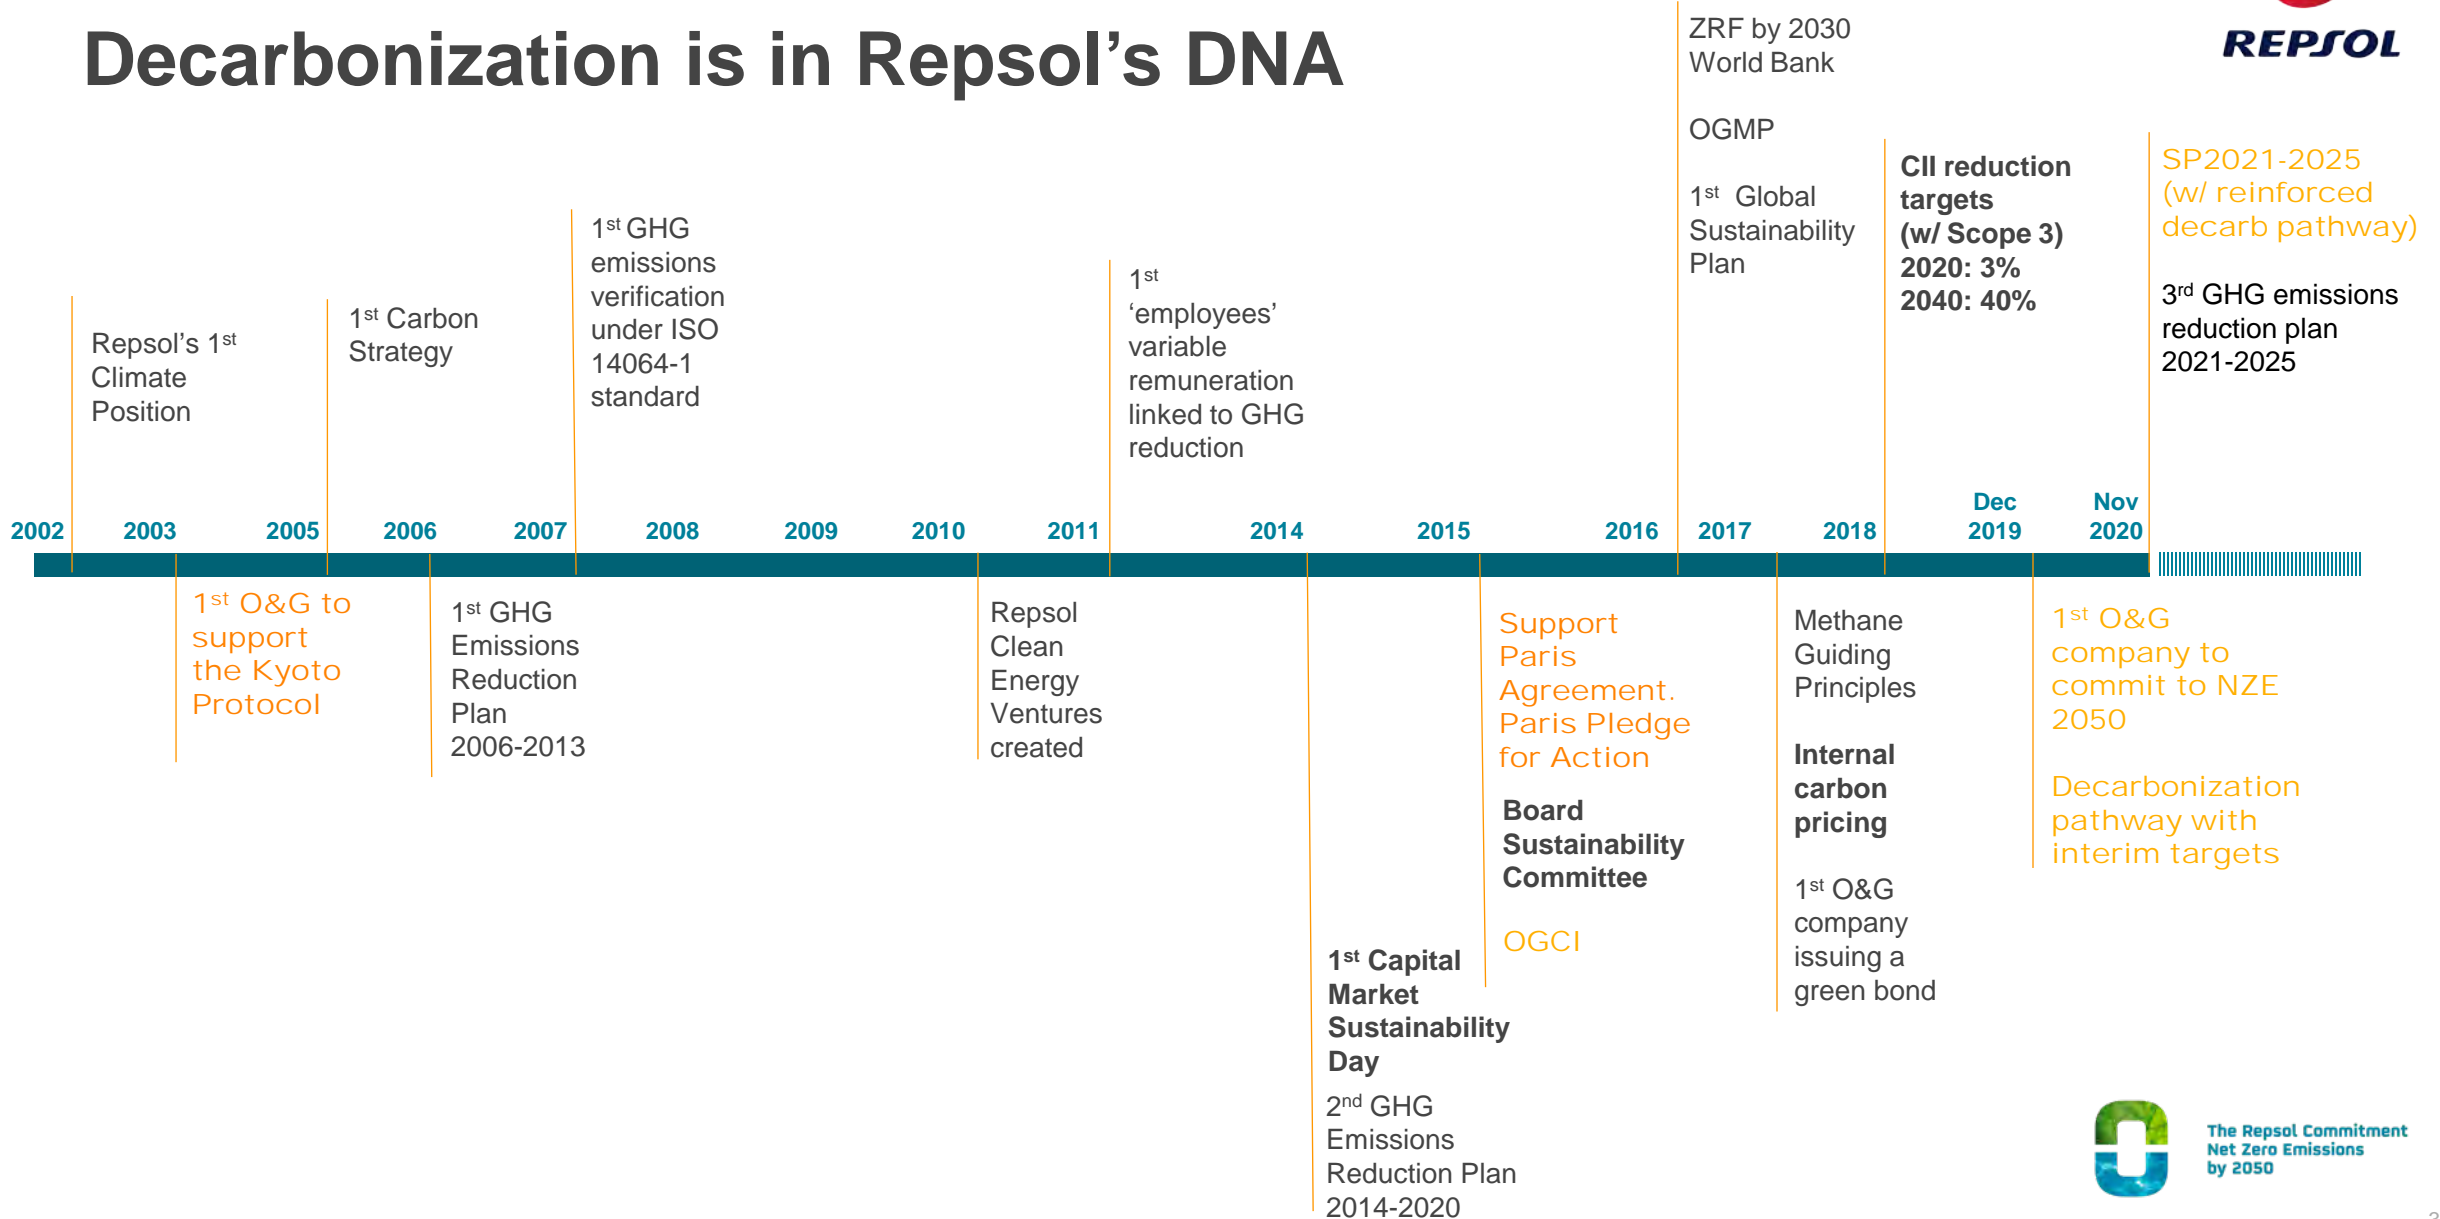 Decarbonization is in Repsol’s DNA
REPSOL
ZRF by 2030
World Bank
OGMP
1st Global
Sustainability
Plan
CII reduction
targets
(w/ Scope 3)
2020: 3%
2040: 40%
SP2021-2025
(w/ reinforced
decarb pathway)
3rd GHG emissions
reduction plan
2021-2025
Repsol’s 1st
Climate
Position
1st Carbon
Strategy
1st GHG
emissions
verification
under ISO
14064-1
standard
1st
‘employees’
variable
remuneration
linked to GHG
reduction
2002
2003
2005
2006
2007
2008
2009
2010
2011
2014
2015
2016
2017
2018
Dec
2019
Nov
2020
1st O&G to
support
the Kyoto
Protocol
1st GHG
Emissions
Reduction
Plan
2006-2013
Repsol
Clean
Energy
Ventures
created
1st Capital
Market
Sustainability
Day
2nd GHG
Emissions
Reduction Plan
2014-2020
Support
Paris
Agreement.
Paris Pledge
for Action
Board
Sustainability
Committee
OGCI
Methane
Guiding
Principles
Internal
carbon
pricing
1st O&G
company
issuing a
green bond
1st O&G
company to
commit to NZE
2050
Decarbonization
pathway with
interim targets
The Repsol Commitment
Net Zero Emissions
by 2050